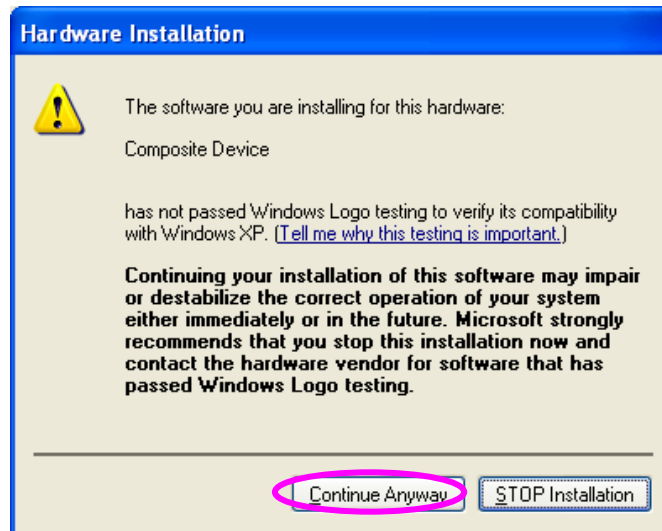 Hardware Installation
The software you are installing for this hardware:
Composite Device
has not passed Windows Logo testing to verify its compatibility
with Windows XP. (Tell me why this testing is important.)
Continuing your installation of this software may impair
or destabilize the correct operation of your system
either immediately or in the future. Microsoft strongly
recommends that you stop this installation now and
contact the hardware vendor for software that has
passed Windows Logo testing.
Continue Anyway STOP Installation